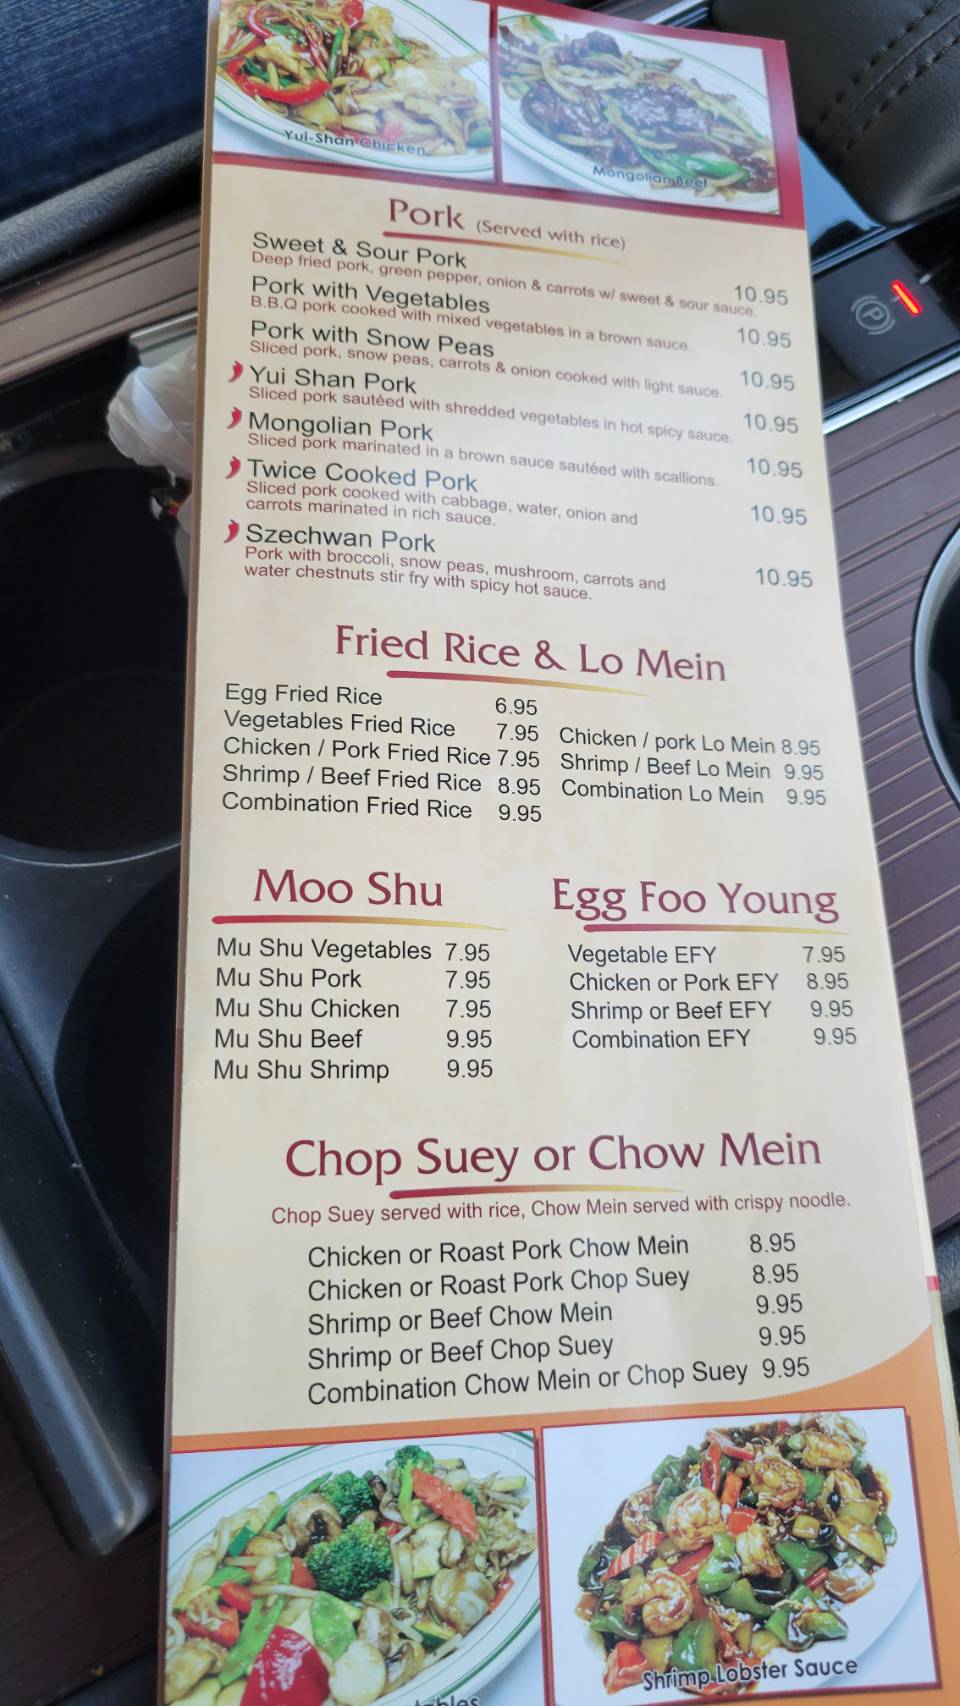 Yui-Shan Chicken
Mongolian Beef
Pork (Served with rice)
Sweet & Sour Pork 10.95
Deep fried pork, green pepper, onion & carrots w/ sweet & sour sauce.
Pork with Vegetables 10.95
B.B.Q pork cooked with mixed vegetables in a brown sauce.
Pork with Snow Peas 10.95
Sliced pork, snow peas, carrots & onion cooked with light sauce.
Yui Shan Pork 10.95
Sliced pork sautéed with shredded vegetables in hot spicy sauce.
Mongolian Pork 10.95
Sliced pork marinated in a brown sauce sautéed with scallions.
Twice Cooked Pork 10.95
Sliced pork cooked with cabbage, water, onion and
carrots marinated in rich sauce.
Szechwan Pork 10.95
Pork with broccoli, snow peas, mushroom, carrots and
water chestnuts stir fry with spicy hot sauce.
Fried Rice & Lo Mein
Egg Fried Rice 6.95
Vegetables Fried Rice 7.95
Chicken / Pork Fried Rice 7.95
Shrimp / Beef Fried Rice 8.95
Combination Fried Rice 9.95
Chicken / pork Lo Mein 8.95
Shrimp / Beef Lo Mein 9.95
Combination Lo Mein 9.95
Moo Shu
Mu Shu Vegetables 7.95
Mu Shu Pork 7.95
Mu Shu Chicken 7.95
Mu Shu Beef 9.95
Mu Shu Shrimp 9.95
Egg Foo Young
Vegetable EFY 7.95
Chicken or Pork EFY 8.95
Shrimp or Beef EFY 9.95
Combination EFY 9.95
Chop Suey or Chow Mein
Chop Suey served with rice, Chow Mein served with crispy noodle.
Chicken or Roast Pork Chow Mein 8.95
Chicken or Roast Pork Chop Suey 8.95
Shrimp or Beef Chow Mein 9.95
Shrimp or Beef Chop Suey 9.95
Combination Chow Mein or Chop Suey 9.95
Shrimp Lobster Sauce
(P)